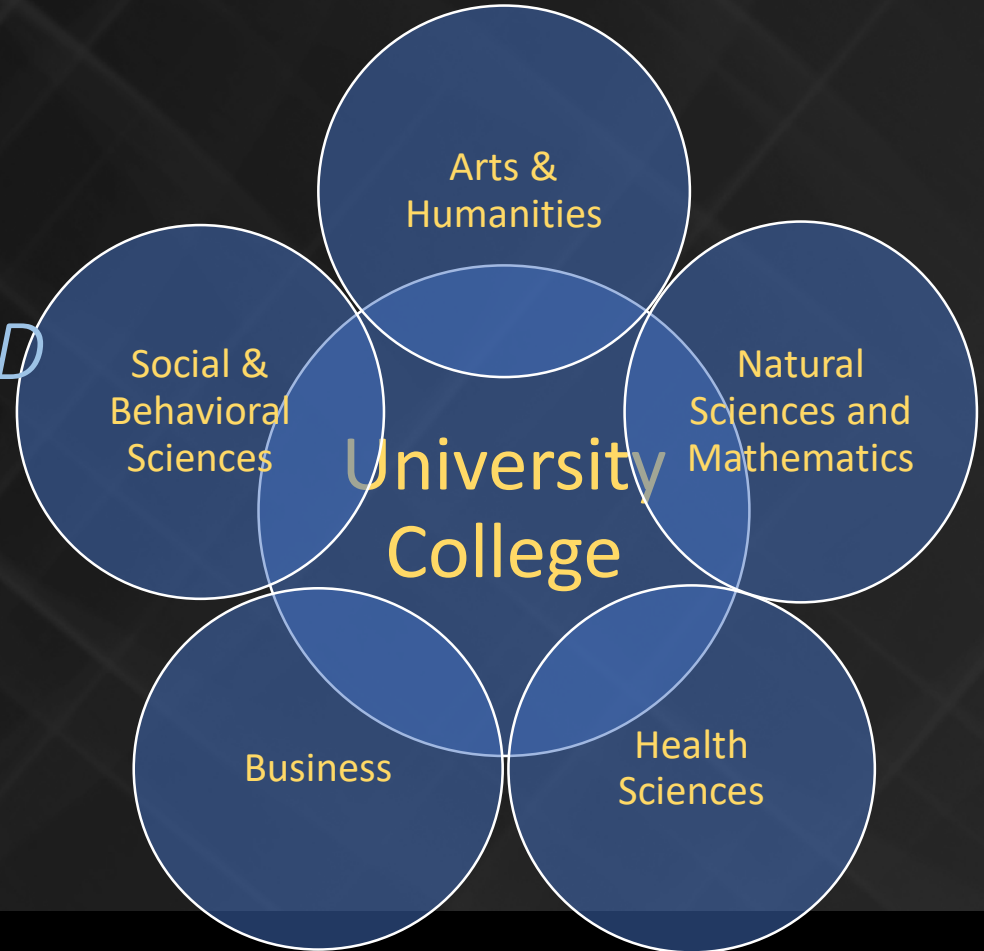 Arts &
Humanities
D
Social &
Behavioral
Sciences
Natural
Sciences and
Mathematics
University
College
Business
Health
Sciences